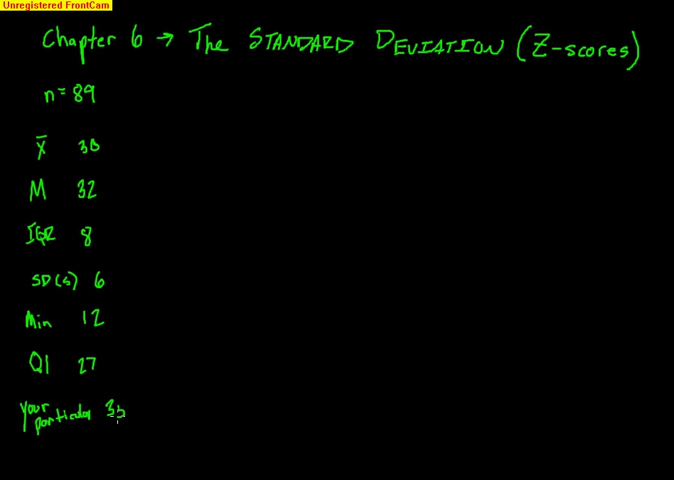 Unregistered FrontCam
Chapter 6 → The STANDARD DEVIATION (Z-scores)
n = 89
x̄ 30
M 32
IQR 8
SD(s) 6
Min 12
Q1 27
Your particular 35